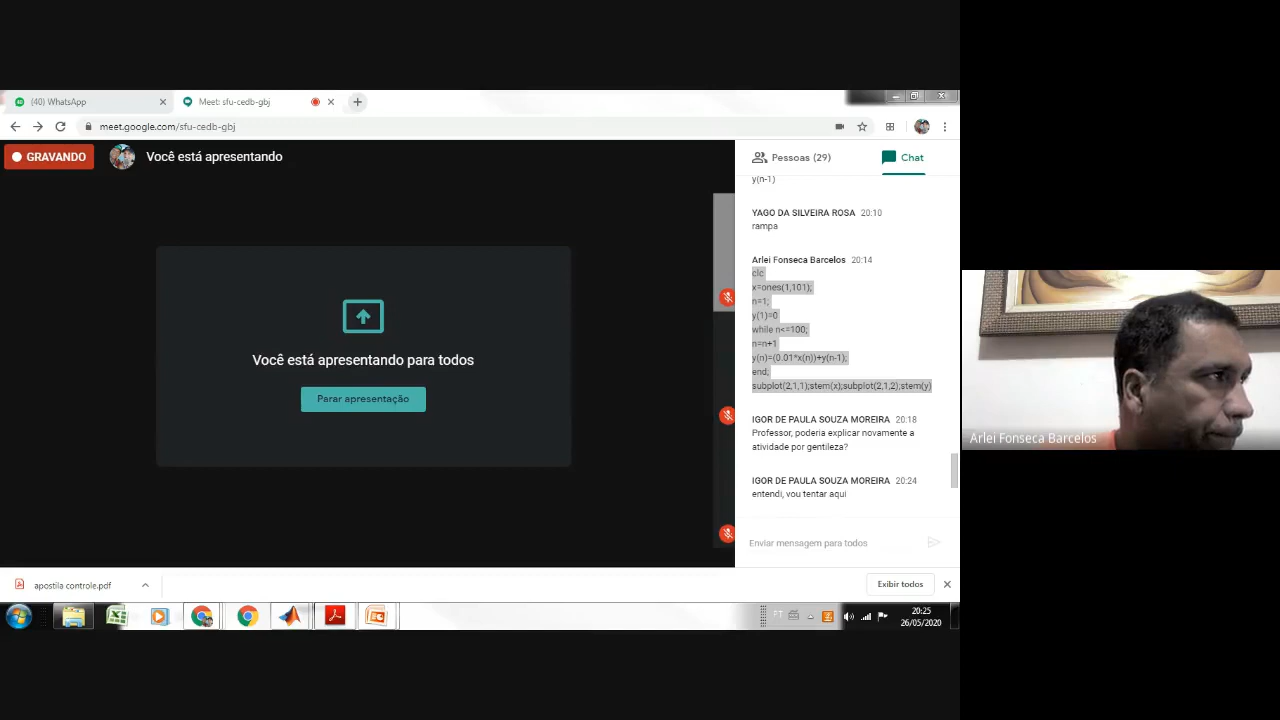 (40) WhatsApp
Meet: sfu-cedb-gbj
meet.google.com/sfu-cedb-gbj
GRAVANDO
Você está apresentando
Pessoas (29)
Chat
y(n-1)
YAGO DA SILVEIRA ROSA 20:10
rampa
Arlei Fonseca Barcelos 20:14
clc
x=ones(1,101);
n=1;
y(1)=0
while n<=100;
n=n+1
y(n)=(0.01*x(n))+y(n-1);
end;
subplot(2,1,1);stem(x);subplot(2,1,2);stem(y)
IGOR DE PAULA SOUZA MOREIRA 20:18
Professor, poderia explicar novamente a
atividade por gentileza?
IGOR DE PAULA SOUZA MOREIRA 20:24
entendi, vou tentar aqui
Enviar mensagem para todos
Você está apresentando para todos
Parar apresentação
Arlei Fonseca Barcelos
apostila controle.pdf
Exibir todos
PT
20:25
26/05/2020